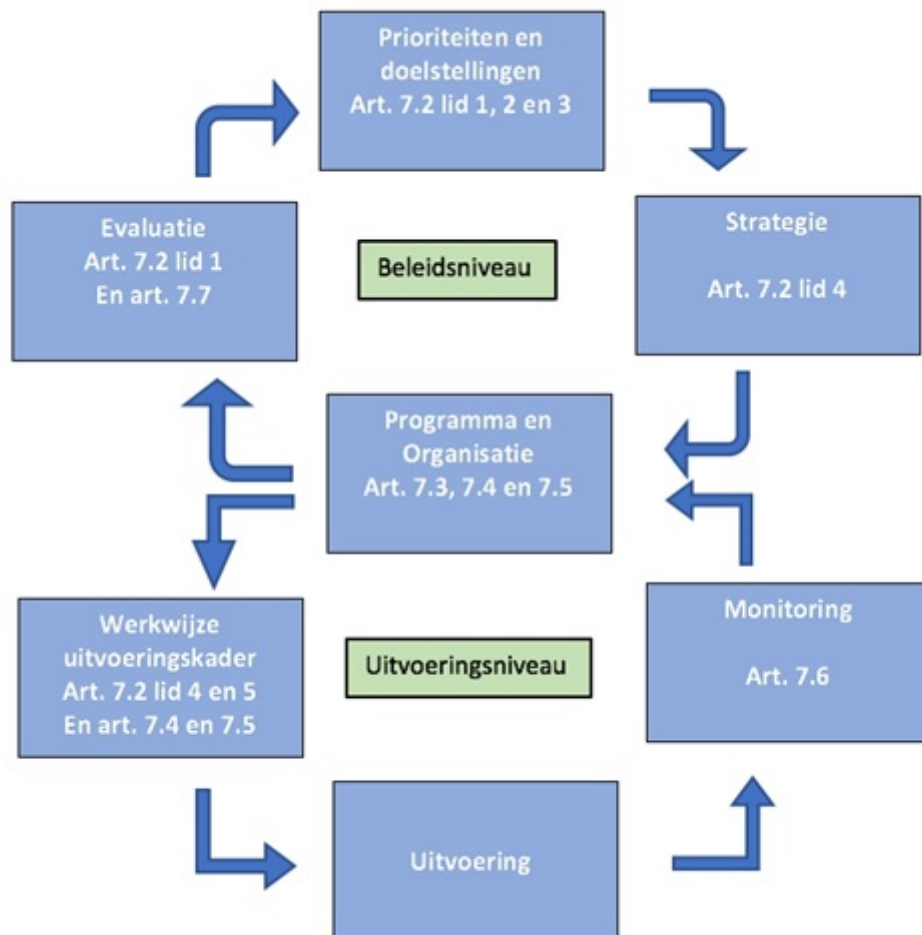 Prioriteiten en
doelstellingen
Art. 7.2 lid 1, 2 en 3
Evaluatie
Art. 7.2 lid 1
En art. 7.7
Beleidsniveau
Strategie
Art. 7.2 lid 4
Programma en
Organisatie
Art. 7.3, 7.4 en 7.5
Werkwijze
uitvoeringskader
Art. 7.2 lid 4 en 5
En art. 7.4 en 7.5
Uitvoeringsniveau
Monitoring
Art. 7.6
Uitvoering